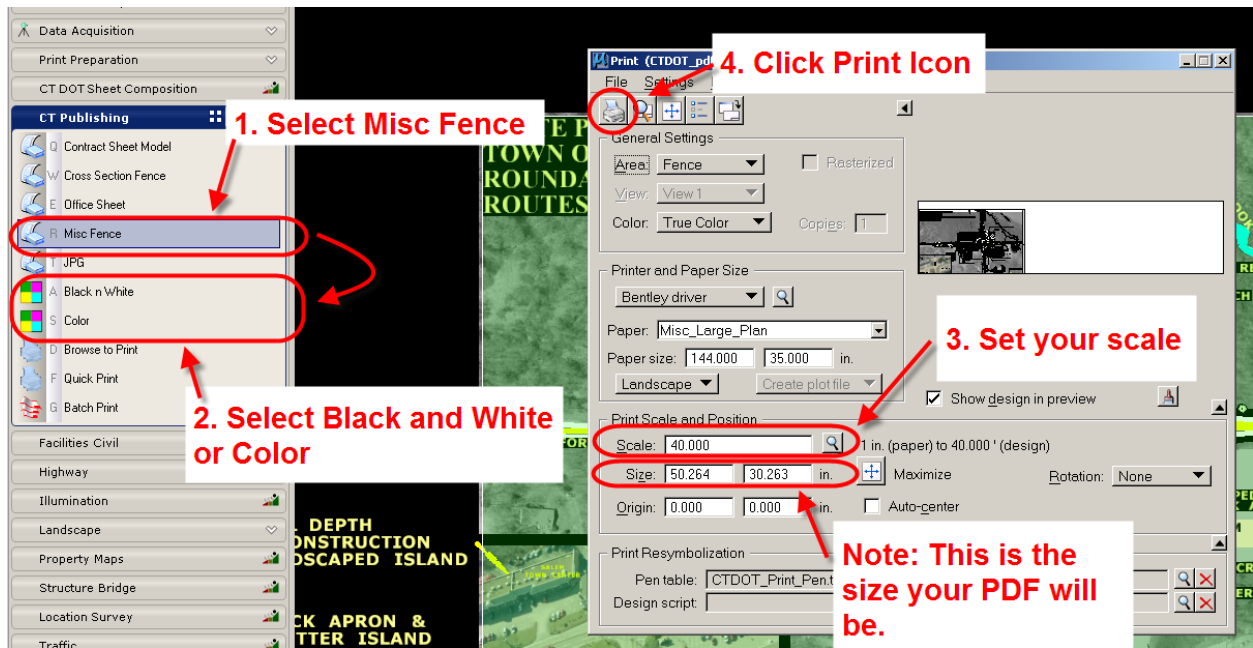 Data Acquisition
Print Preparation
CT DOT Sheet Composition
CT Publishing
Q Contract Sheet Model
W Cross Section Fence
E Office Sheet
R Misc Fence
T JPG
A Black n White
S Color
D Browse to Print
F Quick Print
G Batch Print
Facilities Civil
Highway
Illumination
Landscape
Property Maps
Structure Bridge
Location Survey
Traffic
1. Select Misc Fence
2. Select Black and White
or Color
TOWN O
ROUND
ROUTES
DEPTH
ONSTRUCTION
DSCAPED ISLAND
CK APRON &
TTER ISLAND
SALEM
TOWN CENTER
Print (CTDOT_pd
4. Click Print Icon
File Settings
General Settings
Area: Fence
Rasterized
View: View 1
Color: True Color
Copies: 1
Printer and Paper Size
Bentley driver
Paper: Misc_Large_Plan
Paper size: 144.000 35.000 in.
Landscape
Create plot file
3. Set your scale
Show design in preview
Print Scale and Position
Scale: 40.000
1 in. (paper) to 40.000 ' (design)
Size: 50.264 30.263 in.
Maximize
Rotation: None
Origin: 0.000 0.000 in.
Auto-center
Print Resymbolization
Pen table: CTDOT_Print_Pen.t
Design script:
Note: This is the
size your PDF will
be.